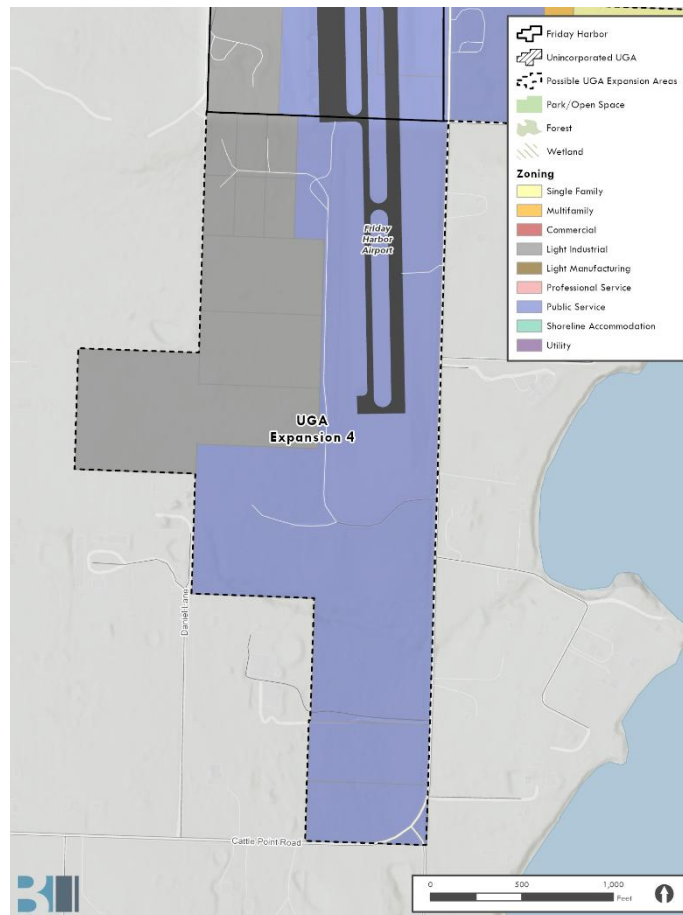 Friday Harbor
Unincorporated UGA
Possible UGA Expansion Areas
Park/Open Space
Forest
Wetland
Zoning
Single Family
Multifamily
Commercial
Light Industrial
Light Manufacturing
Professional Service
Public Service
Shoreline Accommodation
Utility
Friday
Harbor
Airport
UGA
Expansion 4
Daniel Lane
Cattle Point Road
0 500 1,000
Feet